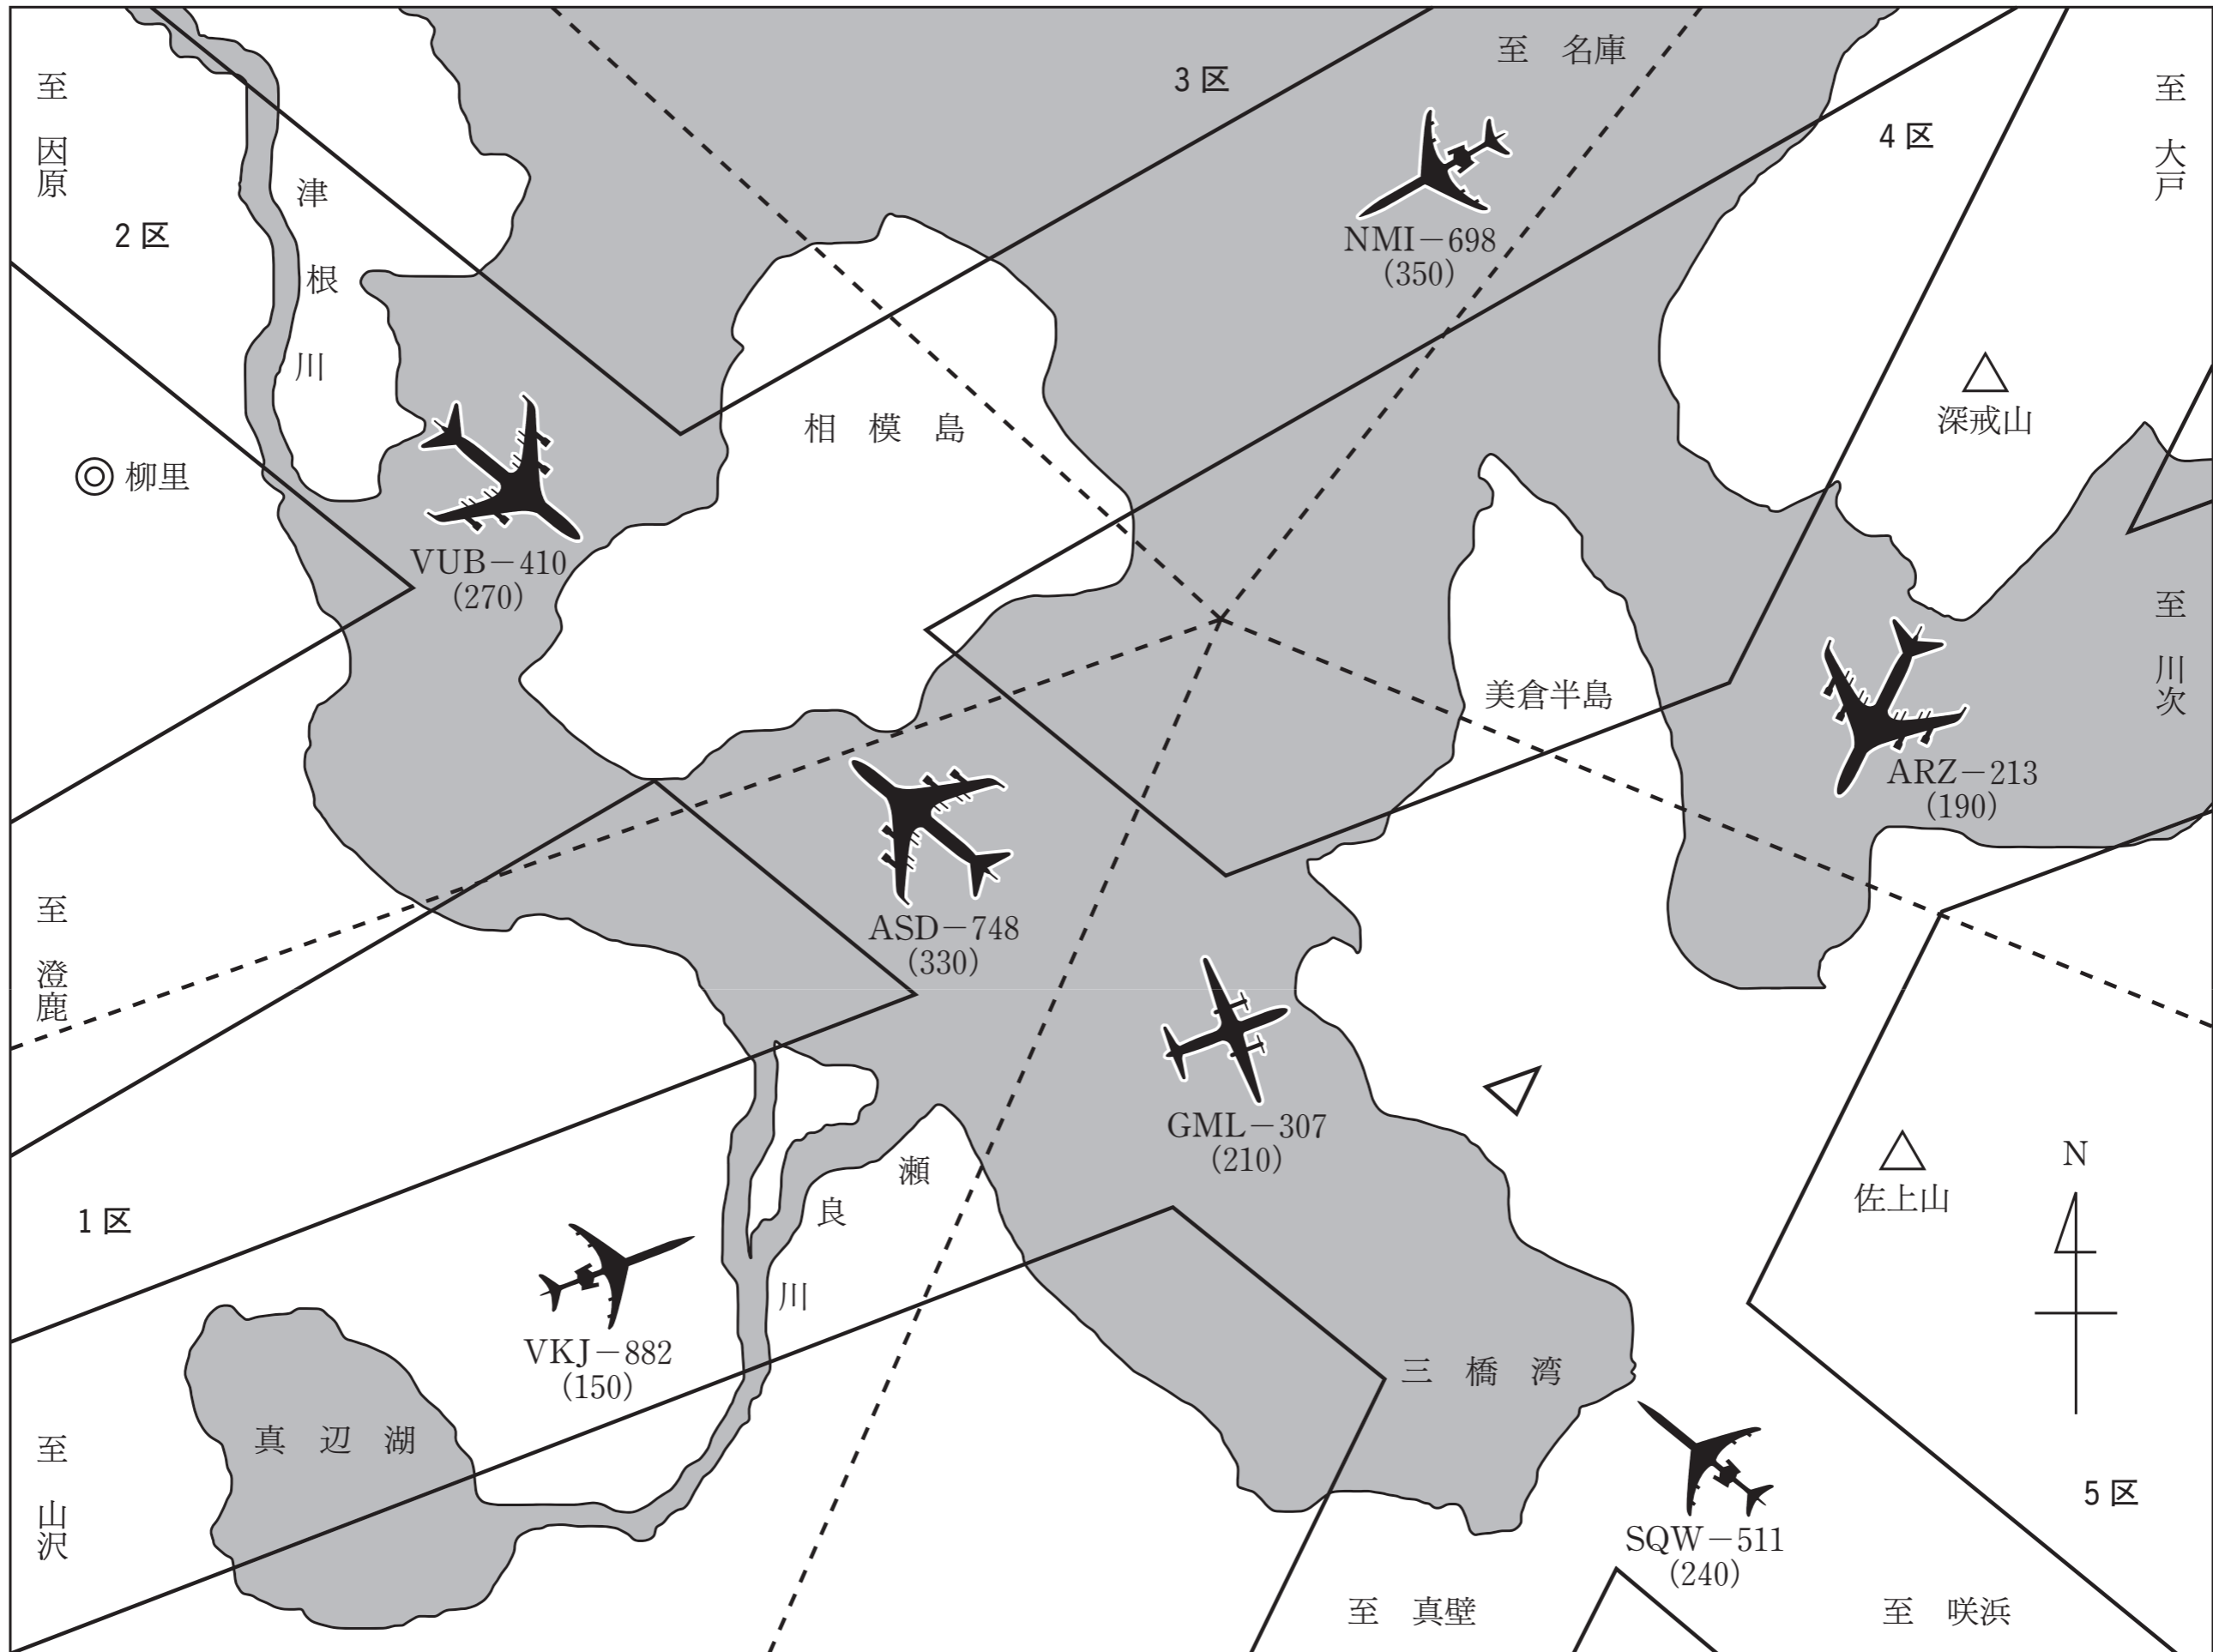 至 名庫
3区
4区
至 因原
至 大戸
津根川
2区
NMI-698
(350)
深戒山
相模島
柳里
VUB-410
(270)
至 川次
美倉半島
ARZ-213
(190)
至 澄鹿
ASD-748
(330)
GML-307
(210)
N
佐上山
1区
瀬良川
VKJ-882
(150)
三橋湾
真辺湖
至 山沢
5区
SQW-511
(240)
至 真壁
至 咲浜